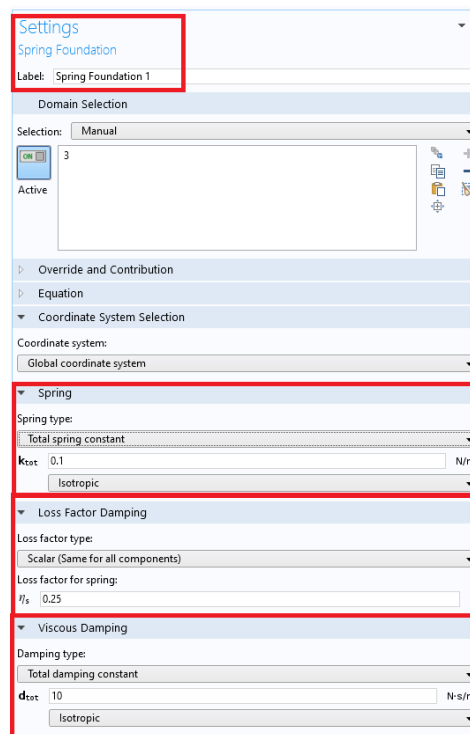 Settings
Spring Foundation
Label: Spring Foundation 1
Domain Selection
Selection: Manual
ON
3
Active
Override and Contribution
Equation
Coordinate System Selection
Coordinate system:
Global coordinate system
Spring
Spring type:
Total spring constant
ktot 0.1
Isotropic
Loss Factor Damping
Loss factor type:
Scalar (Same for all components)
Loss factor for spring:
ηs 0.25
Viscous Damping
Damping type:
Total damping constant
dtot 10
Isotropic